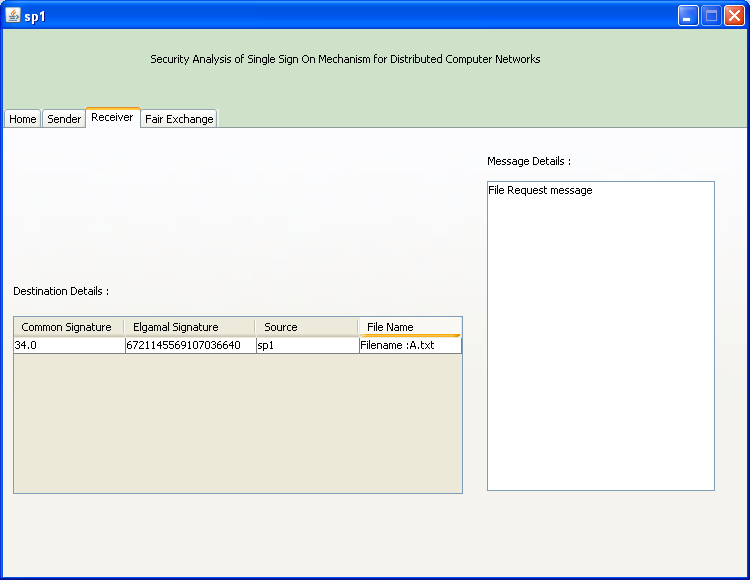 sp1
Security Analysis of Single Sign On Mechanism for Distributed Computer Networks
Home Sender Receiver Fair Exchange
Message Details :
File Request message
Destination Details :
Common Signature Elgamal Signature Source File Name
34.0 6721145569107036640 sp1 Filename :A.txt